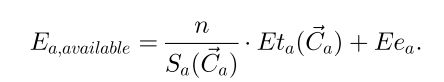 E_{a,available} = \frac{n}{S_a(\vec{C}_a)} \cdot Et_a(\vec{C}_a) + Ee_a.